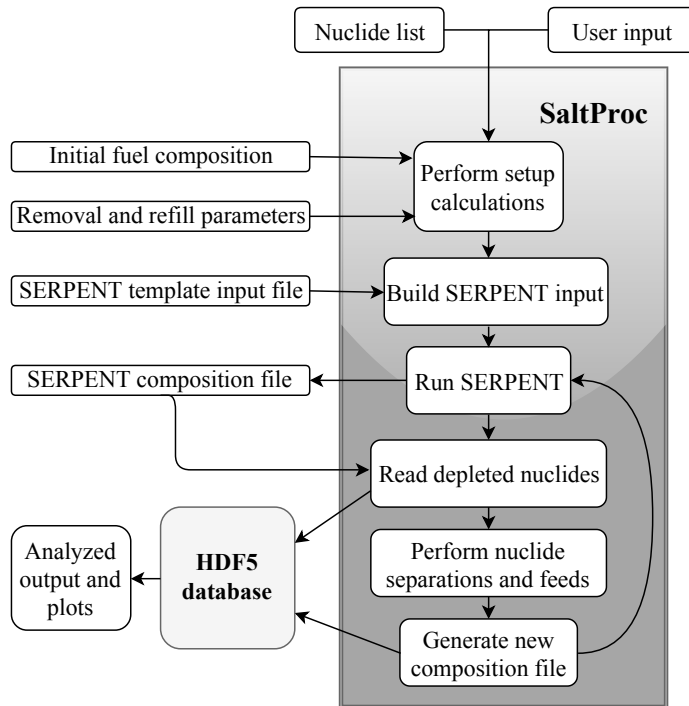 Nuclide list
User input
SaltProc
Initial fuel composition
Perform setup
calculations
Removal and refill parameters
SERPENT template input file
Build SERPENT input
SERPENT composition file
Run SERPENT
Read depleted nuclides
Analyzed
output and
plots
HDF5
database
Perform nuclide
separations and feeds
Generate new
composition file